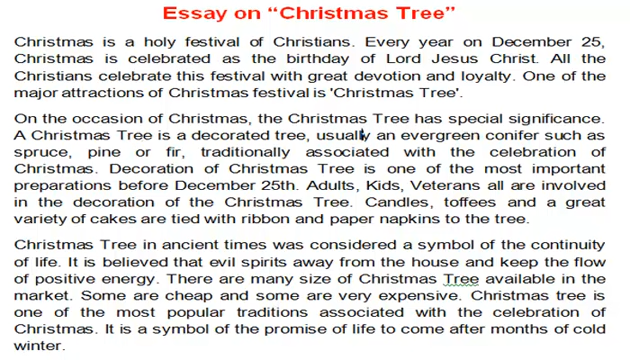 Essay on “Christmas Tree”
Christmas is a holy festival of Christians. Every year on December 25,
Christmas is celebrated as the birthday of Lord Jesus Christ. All the
Christians celebrate this festival with great devotion and loyalty. One of the
major attractions of Christmas festival is 'Christmas Tree'.
On the occasion of Christmas, the Christmas Tree has special significance.
A Christmas Tree is a decorated tree, usually an evergreen conifer such as
spruce, pine or fir, traditionally associated with the celebration of
Christmas. Decoration of Christmas Tree is one of the most important
preparations before December 25th. Adults, Kids, Veterans all are involved
in the decoration of the Christmas Tree. Candles, toffees and a great
variety of cakes are tied with ribbon and paper napkins to the tree.
Christmas Tree in ancient times was considered a symbol of the continuity
of life. It is believed that evil spirits away from the house and keep the flow
of positive energy. There are many size of Christmas Tree available in the
market. Some are cheap and some are very expensive. Christmas tree is
one of the most popular traditions associated with the celebration of
Christmas. It is a symbol of the promise of life to come after months of cold
winter.